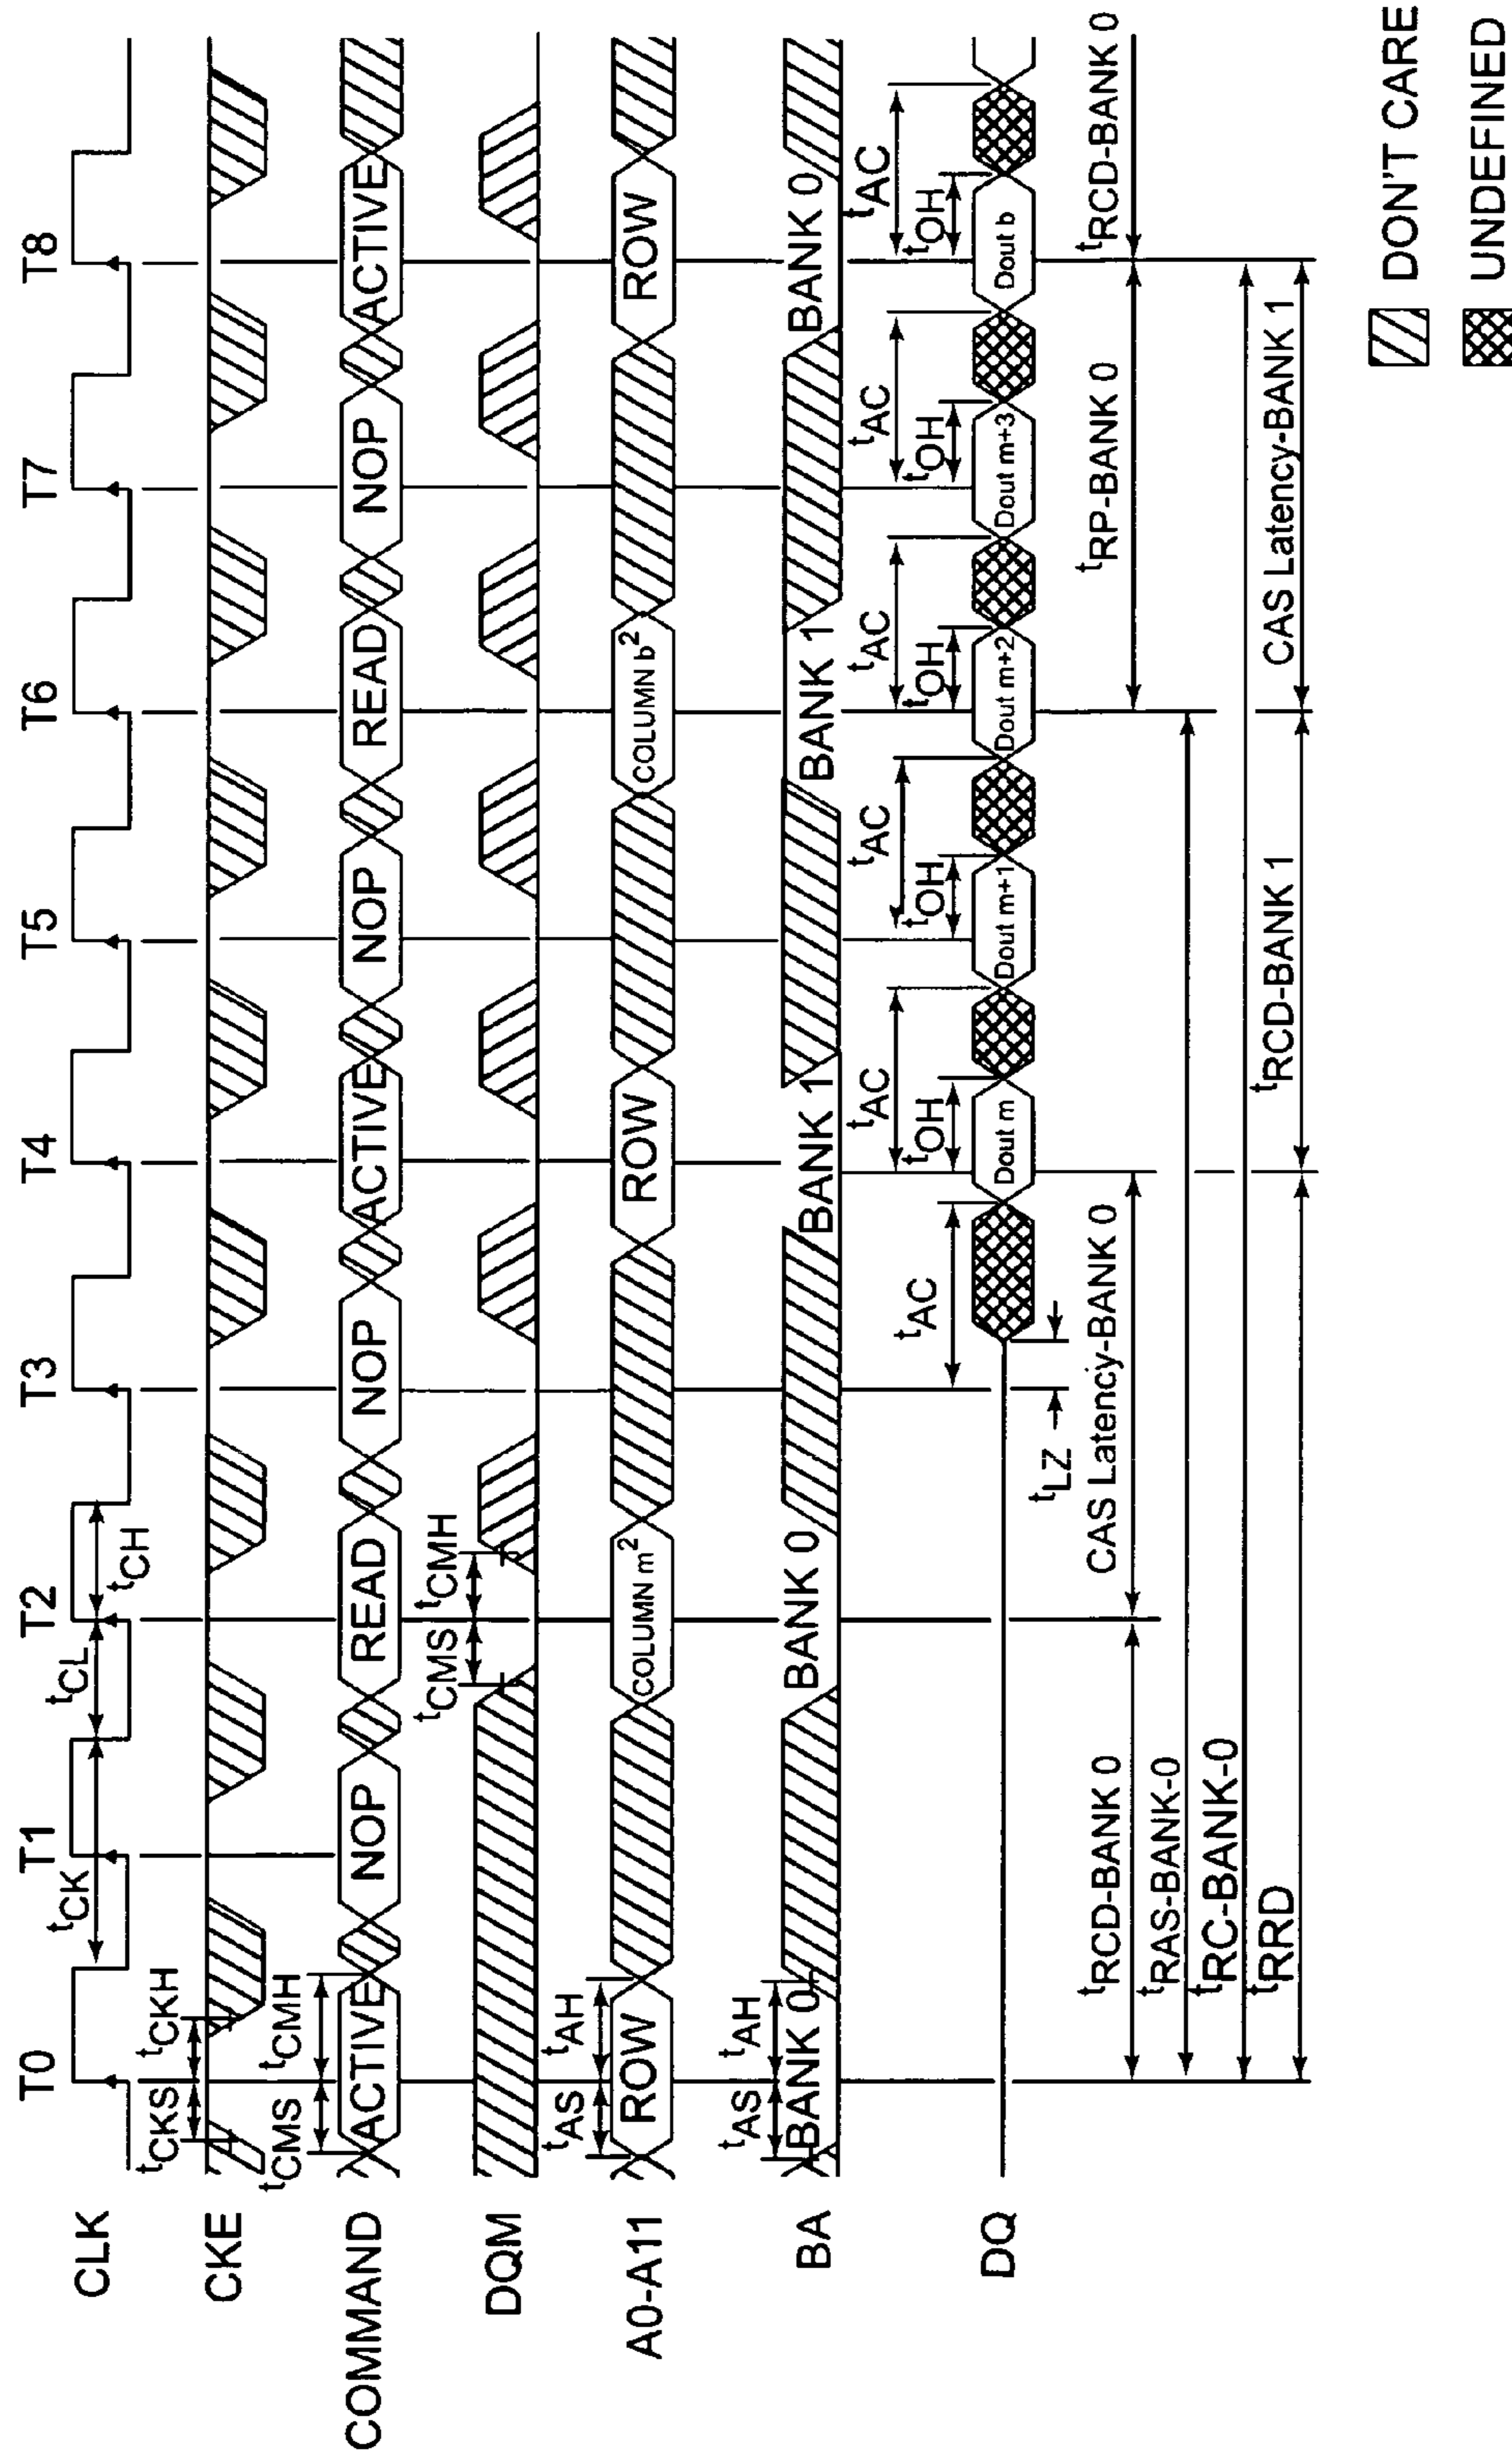 T0 T1 T2 T3 T4 T5 T6 T7 T8
CLK
tCK tCL tCH
tCKS tCKH
CKE
tCMS tCMH
COMMAND ACTIVE NOP READ NOP ACTIVE NOP READ NOP ACTIVE
tCMS tCMH
DQM
tAS tAH
A0-A11 ROW COLUMN m² ROW COLUMN b² ROW
tAS tAH
BA BANK 0 BANK 0 BANK 1 BANK 1 BANK 0
tAC tAC tAC tAC tAC tAC
tOH tOH tOH tOH tOH
DQ Dout m Dout m+1 Dout m+2 Dout m+3 Dout b
tLZ
tRCD-BANK 0 CAS Latency-BANK 0 tRP-BANK 0 tRCD-BANK 0
tRAS-BANK-0
tRC-BANK-0
tRRD tRCD-BANK 1 CAS Latency-BANK 1
DON'T CARE
UNDEFINED